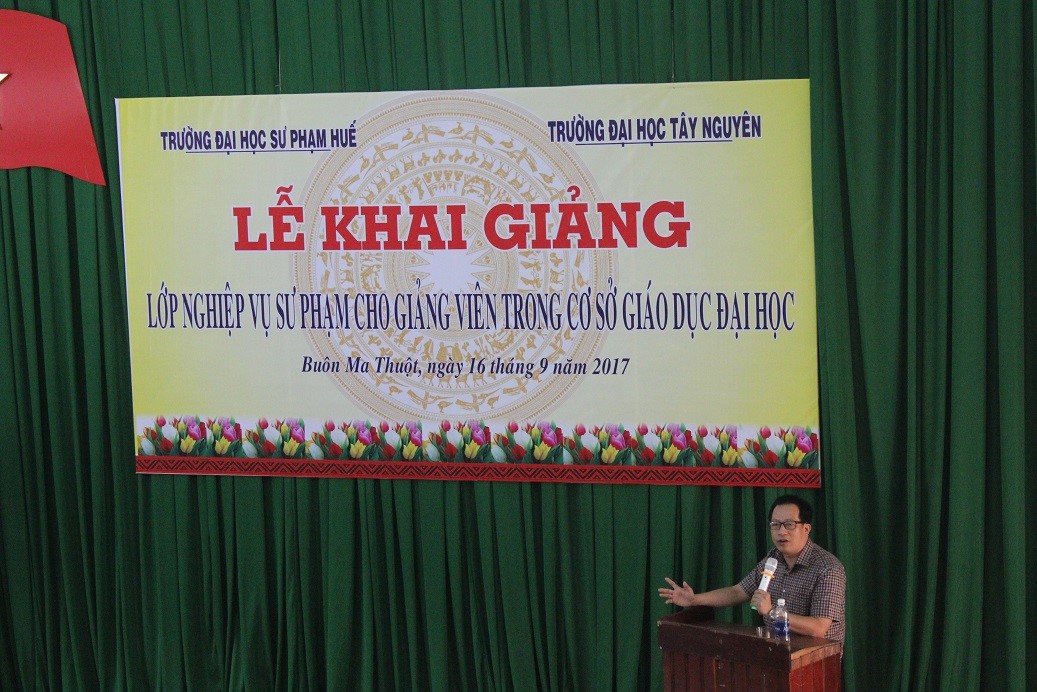 TRƯỜNG ĐẠI HỌC SƯ PHẠM HUẾ
TRƯỜNG ĐẠI HỌC TÂY NGUYÊN
LỄ KHAI GIẢNG
LỚP NGHIỆP VỤ SƯ PHẠM CHO GIẢNG VIÊN TRONG CƠ SỞ GIÁO DỤC ĐẠI HỌC
Buôn Ma Thuột, ngày 16 tháng 9 năm 2017